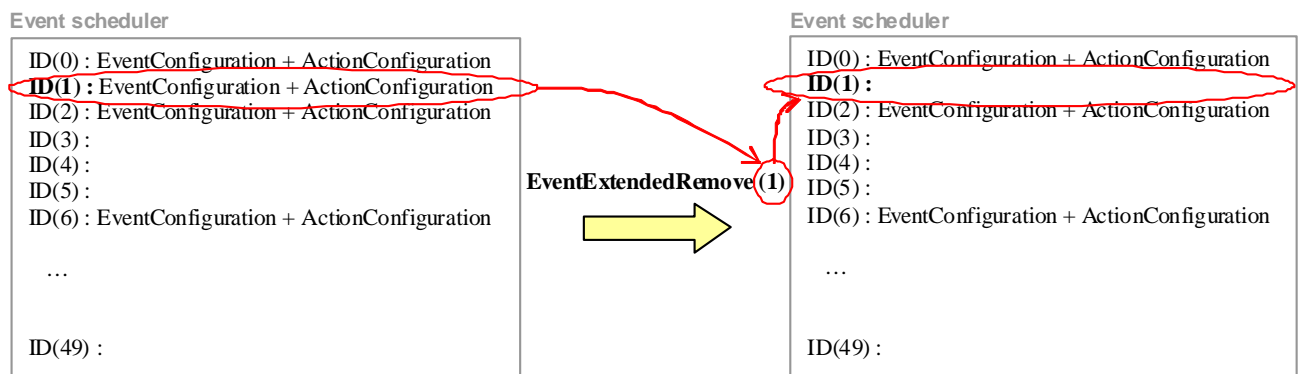 Event scheduler
ID(0) : EventConfiguration + ActionConfiguration
ID(1) : EventConfiguration + ActionConfiguration
ID(2) : EventConfiguration + ActionConfiguration
ID(3) :
ID(4) :
ID(5) :
ID(6) : EventConfiguration + ActionConfiguration
…
ID(49) :
EventExtendedRemove(1)
Event scheduler
ID(0) : EventConfiguration + ActionConfiguration
ID(1) :
ID(2) : EventConfiguration + ActionConfiguration
ID(3) :
ID(4) :
ID(5) :
ID(6) : EventConfiguration + ActionConfiguration
…
ID(49) :